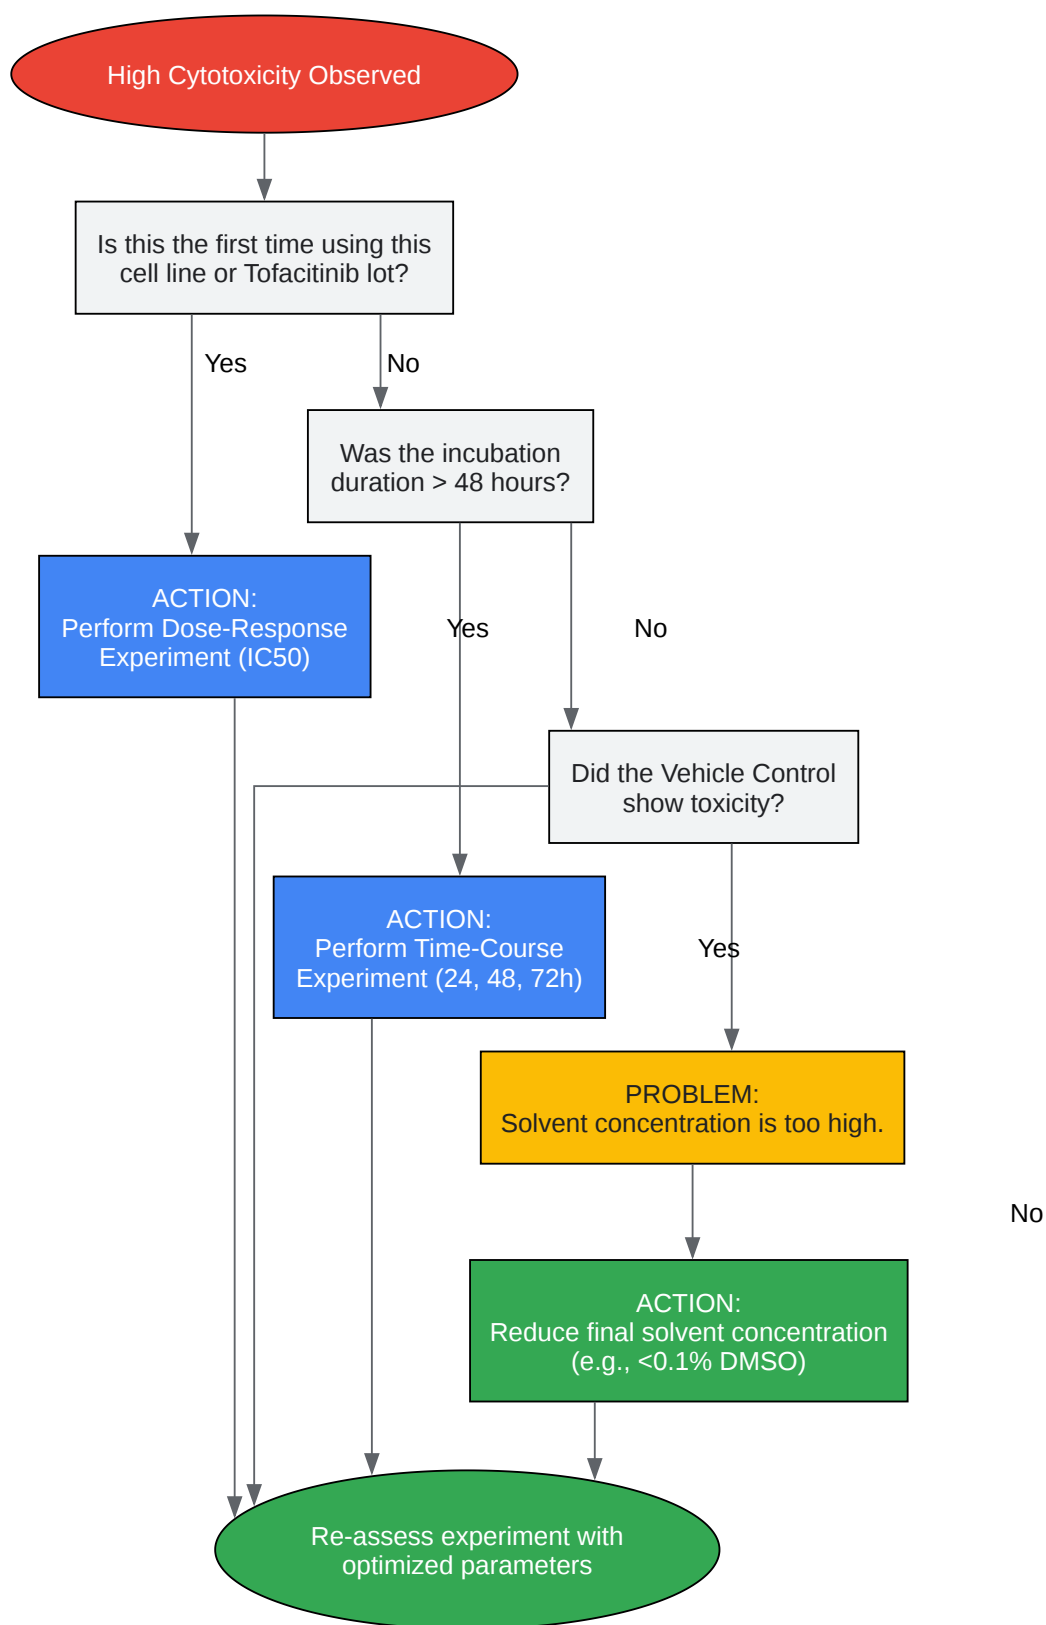 High Cytotoxicity Observed
Is this the first time using this
cell line or Tofacitinib lot?
Yes
No
Was the incubation
duration > 48 hours?
ACTION:
Perform Dose-Response
Experiment (IC50)
Yes
No
Did the Vehicle Control
show toxicity?
ACTION:
Perform Time-Course
Experiment (24, 48, 72h)
Yes
PROBLEM:
Solvent concentration is too high.
No
ACTION:
Reduce final solvent concentration
(e.g., <0.1% DMSO)
Re-assess experiment with
optimized parameters